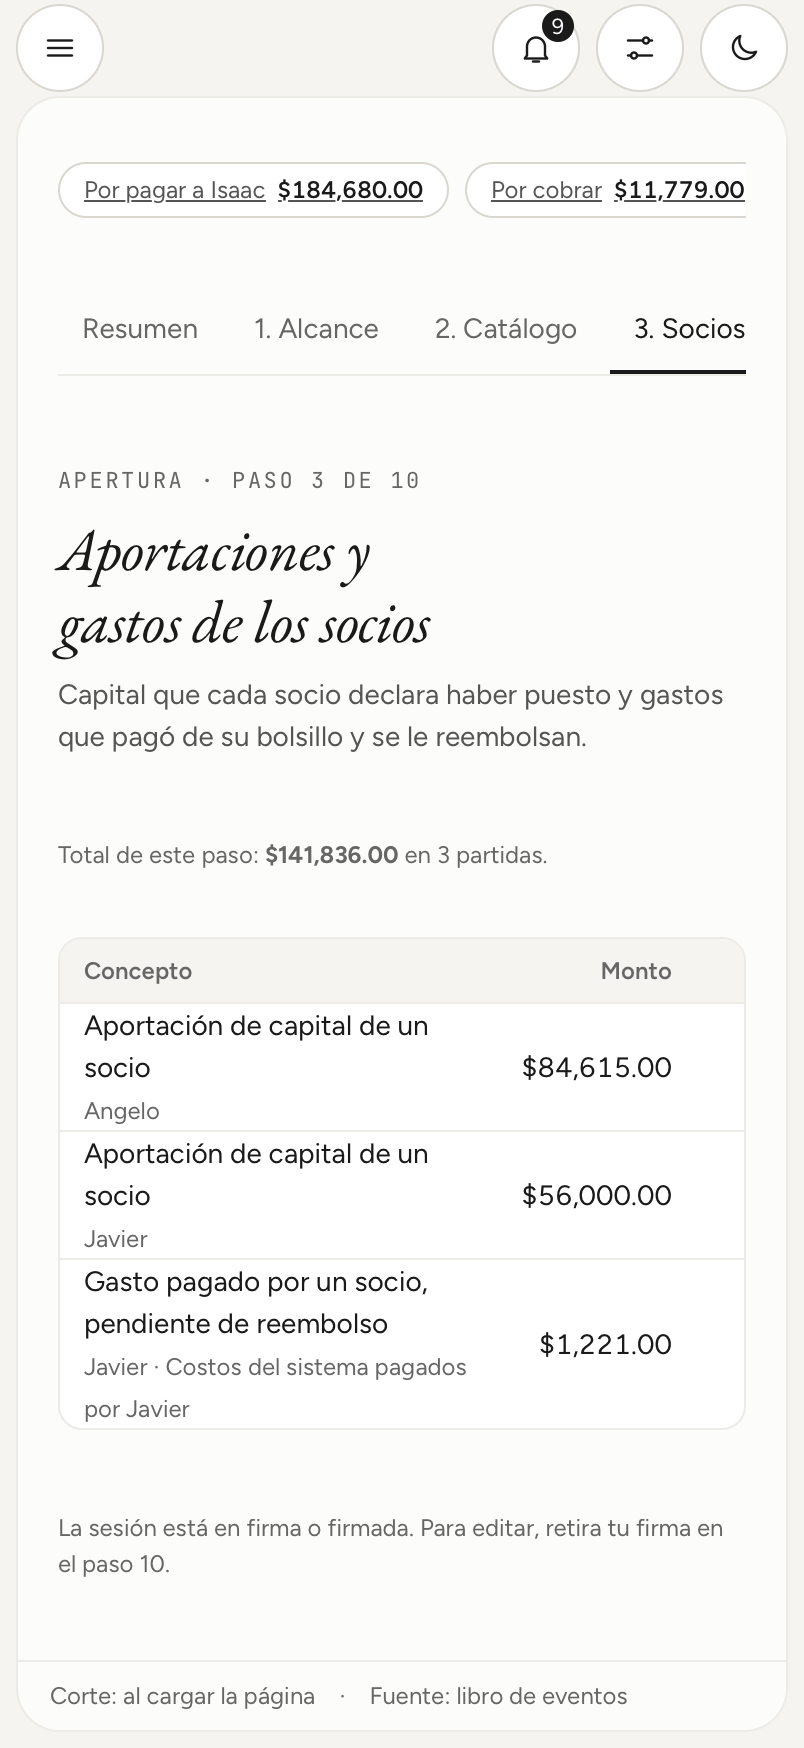 9
Por pagar a Isaac $184,680.00 Por cobrar $11,779.00
Resumen 1. Alcance 2. Catálogo 3. Socios
APERTURA · PASO 3 DE 10
Aportaciones y
gastos de los socios
Capital que cada socio declara haber puesto y gastos
que pagó de su bolsillo y se le reembolsan.
Total de este paso: $141,836.00 en 3 partidas.
Concepto Monto
Aportación de capital de un
socio
$84,615.00
Angelo
Aportación de capital de un
socio
$56,000.00
Javier
Gasto pagado por un socio,
pendiente de reembolso
$1,221.00
Javier · Costos del sistema pagados
por Javier
La sesión está en firma o firmada. Para editar, retira tu firma en
el paso 10.
Corte: al cargar la página · Fuente: libro de eventos